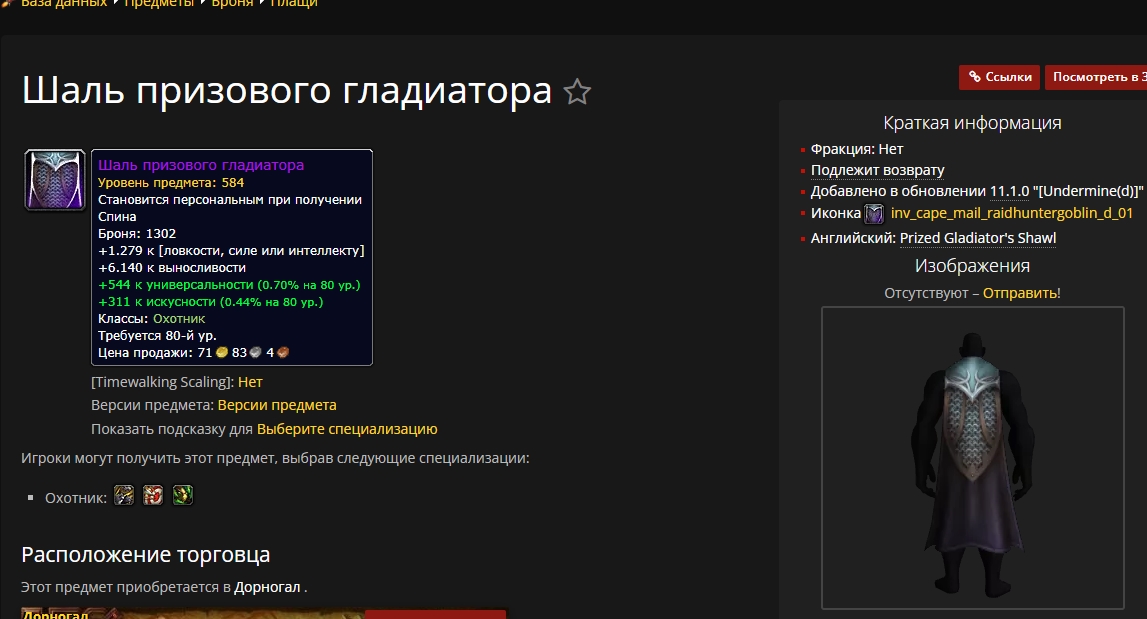 База данных Предметы Броня Плащи
Шаль призового гладиатора
Ссылки
Посмотреть в 3
Шаль призового гладиатора
Уровень предмета: 584
Становится персональным при получении
Спина
Броня: 1302
+1.279 к [ловкости, силе или интеллекту]
+6.140 к выносливости
+544 к универсальности (0.70% на 80 ур.)
+311 к искусности (0.44% на 80 ур.)
Классы: Охотник
Требуется 80-й ур.
Цена продажи: 71 83 4
[Timewalking Scaling]: Нет
Версии предмета: Версии предмета
Показать подсказку для Выберите специализацию
Игроки могут получить этот предмет, выбрав следующие специализации:
Охотник:
Расположение торговца
Этот предмет приобретается в Дорногал .
Дорногал
Краткая информация
Фракция: Нет
Подлежит возврату
Добавлено в обновлении 11.1.0 "[Undermine(d)]"
Иконка inv_cape_mail_raidhuntergoblin_d_01
Английский: Prized Gladiator's Shawl
Изображения
Отсутствуют – Отправить!